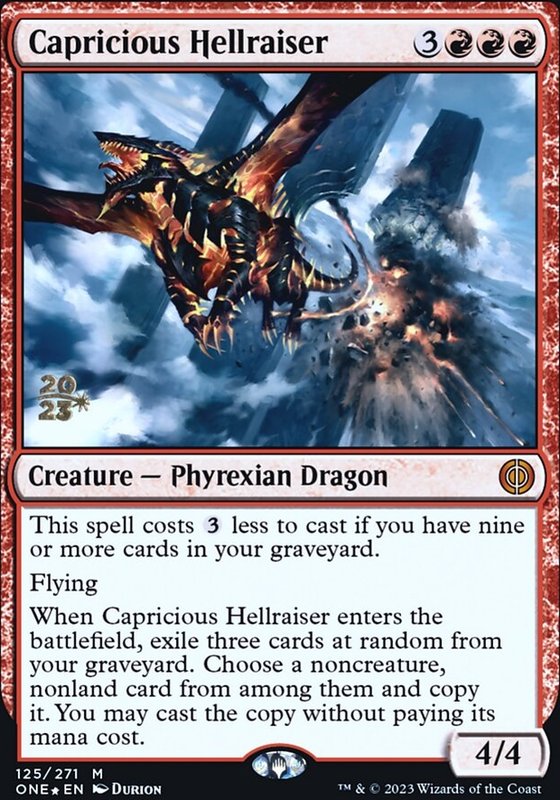 Capricious Hellraiser 3
20
23
Creature — Phyrexian Dragon
This spell costs 3 less to cast if you have nine
or more cards in your graveyard.
Flying
When Capricious Hellraiser enters the
battlefield, exile three cards at random from
your graveyard. Choose a noncreature,
nonland card from among them and copy
it. You may cast the copy without paying its
mana cost.
4/4
125/271 M
ONE★EN DURION
™ & © 2023 Wizards of the Coast